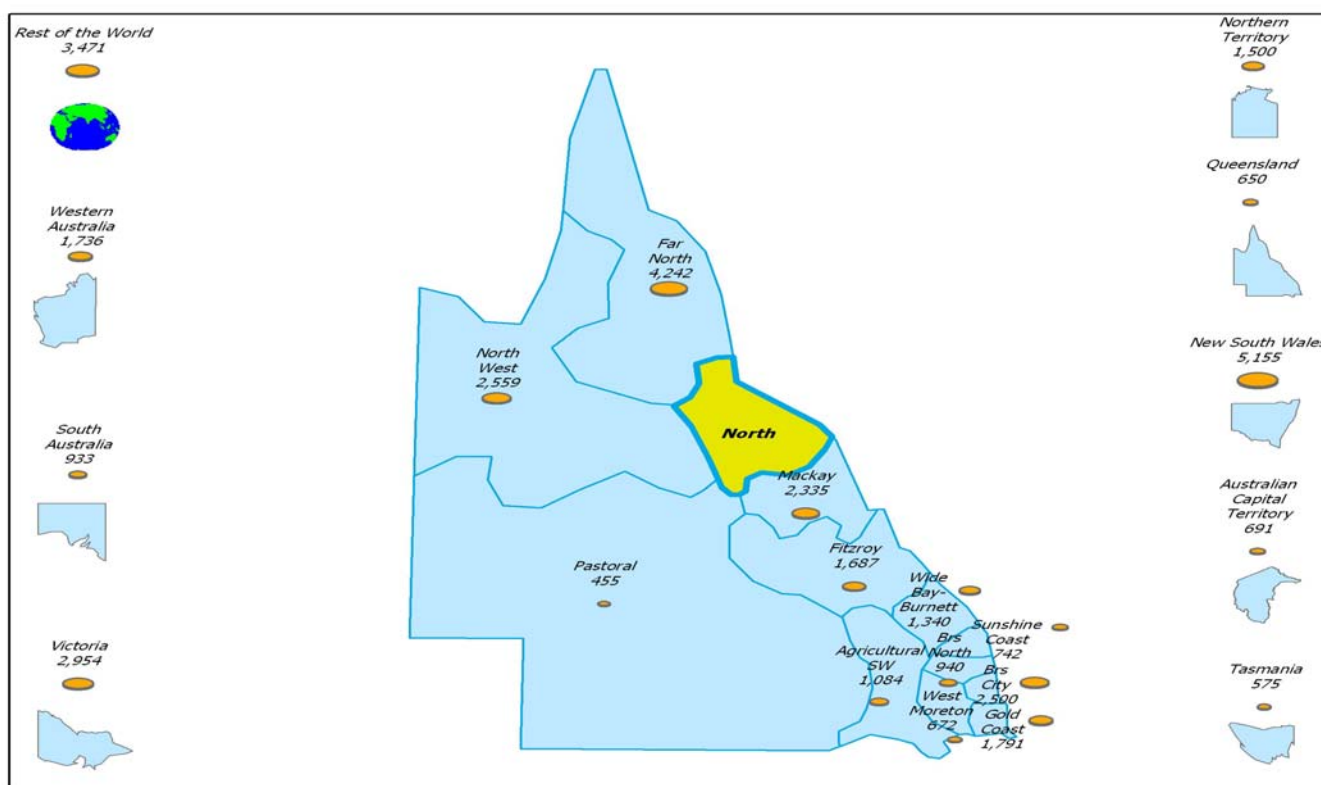 Rest of the World
3,471
Western
Australia
1,736
South
Australia
933
Victoria
2,954
Far
North
4,242
North
West
2,559
North
Mackay
2,335
Pastoral
455
Fitzroy
1,687
Wide
Bay-
Burnett
1,340
Sunshine
Coast
742
Brs
North
940
Agricultural
SW
1,084
Brs
City
2,500
West
Moreton
672
Gold
Coast
1,791
Northern
Territory
1,500
Queensland
650
New South Wales
5,155
Australian
Capital
Territory
691
Tasmania
575